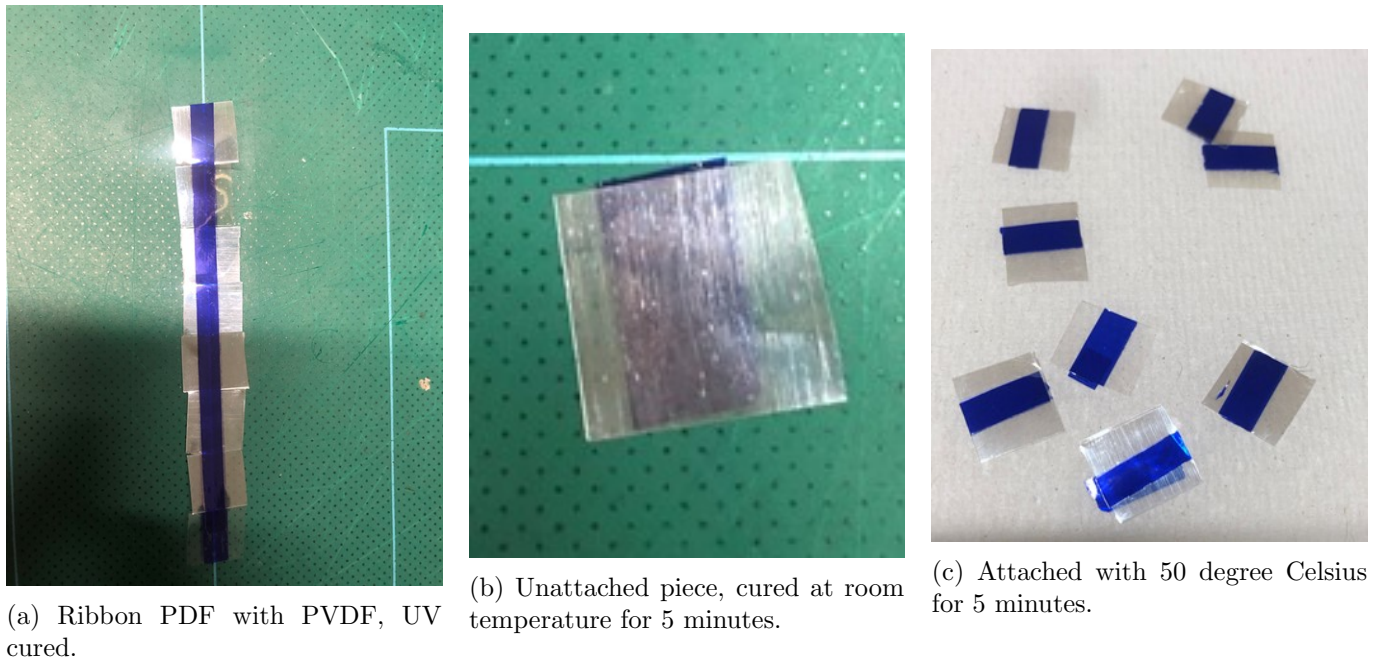 (a) Ribbon PDF with PVDF, UV
cured.
(b) Unattached piece, cured at room
temperature for 5 minutes.
(c) Attached with 50 degree Celsius
for 5 minutes.